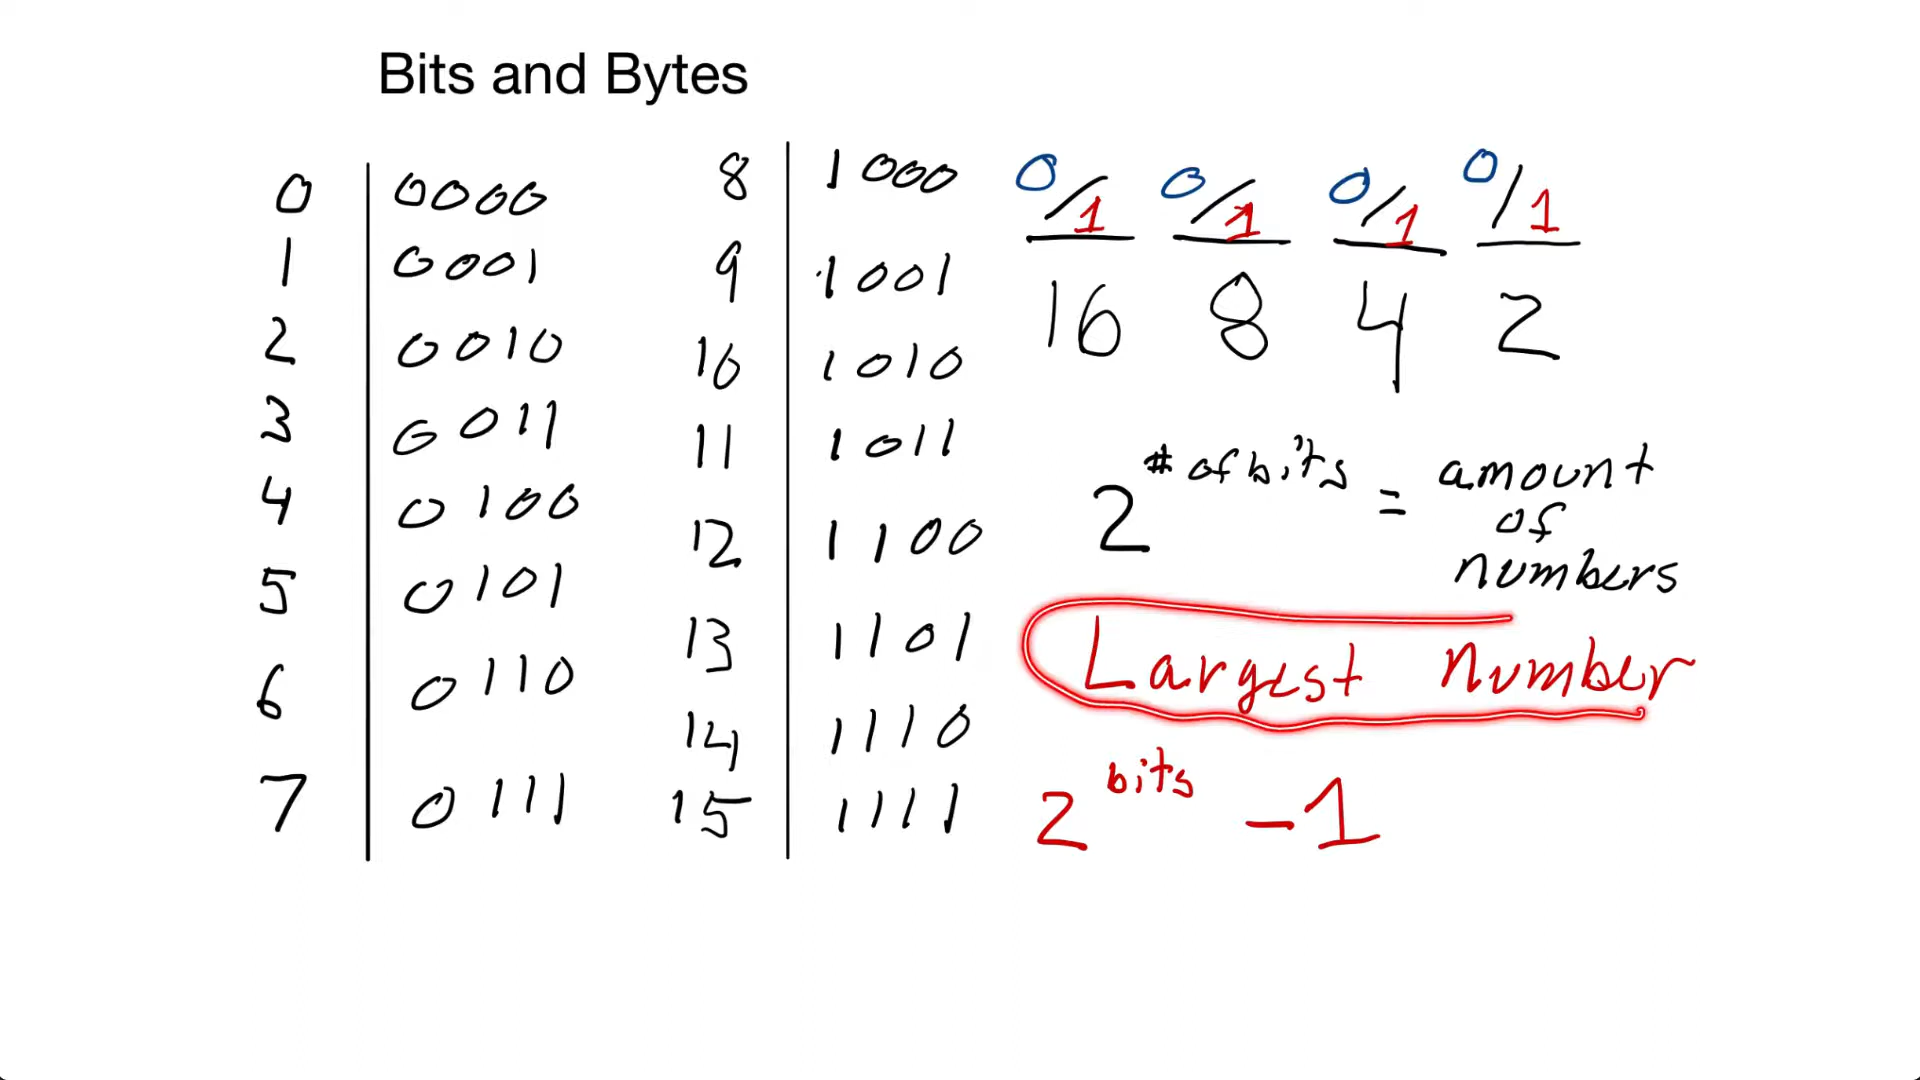 Bits and Bytes
0 0000
1 0001
2 0010
3 0011
4 0100
5 0101
6 0110
7 0111
8 1000
9 1001
10 1010
11 1011
12 1100
13 1101
14 1110
15 1111
0/1 0/1 0/1 0/1
16 8 4 2
2 # of bits = amount
of
numbers
Largest number
2 bits - 1